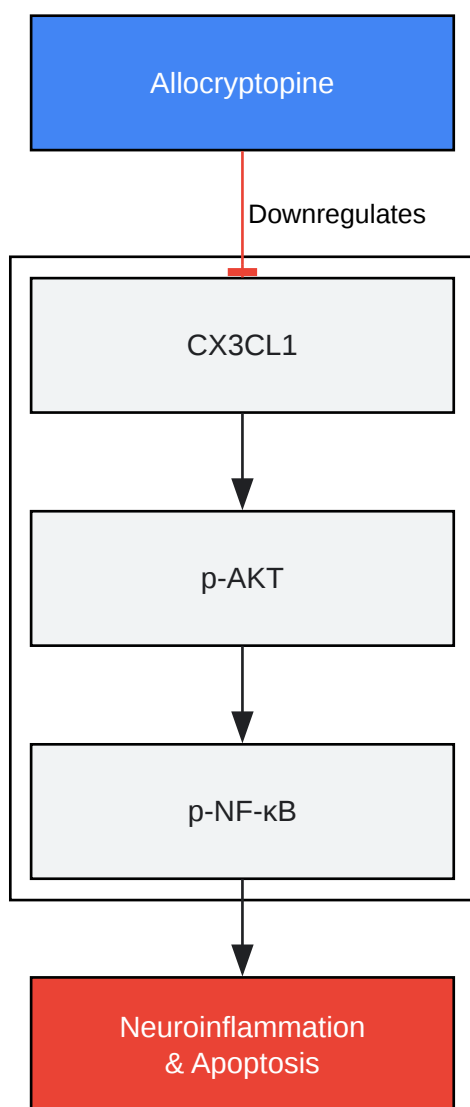 Allocryptopine
Downregulates
CX3CL1
p-AKT
p-NF-κB
Neuroinflammation
& Apoptosis